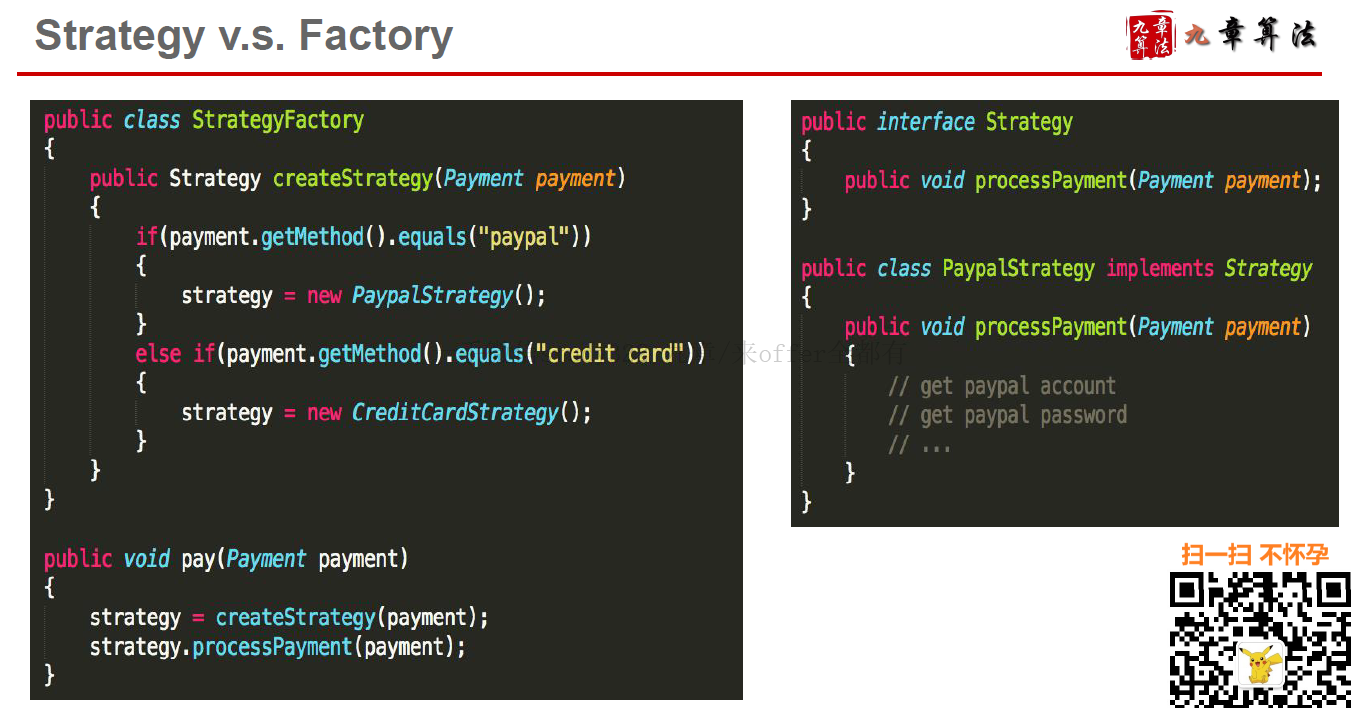 Strategy v.s. Factory
九章算法
九章算法
public class StrategyFactory
{
public Strategy createStrategy(Payment payment)
{
if(payment.getMethod().equals("paypal"))
{
strategy = new PaypalStrategy();
}
else if(payment.getMethod().equals("credit card"))
{
strategy = new CreditCardStrategy();
}
}
}
public void pay(Payment payment)
{
strategy = createStrategy(payment);
strategy.processPayment(payment);
}
public interface Strategy
{
public void processPayment(Payment payment);
}
public class PaypalStrategy implements Strategy
{
public void processPayment(Payment payment)
{
// get paypal account
// get paypal password
// ...
}
}
/来offer全都有
扫一扫 不怀孕